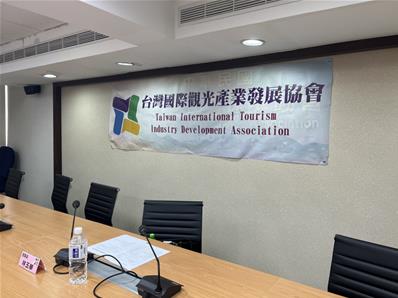 台灣國際觀光產業發展協會
Taiwan International Tourism
Industry Development Association